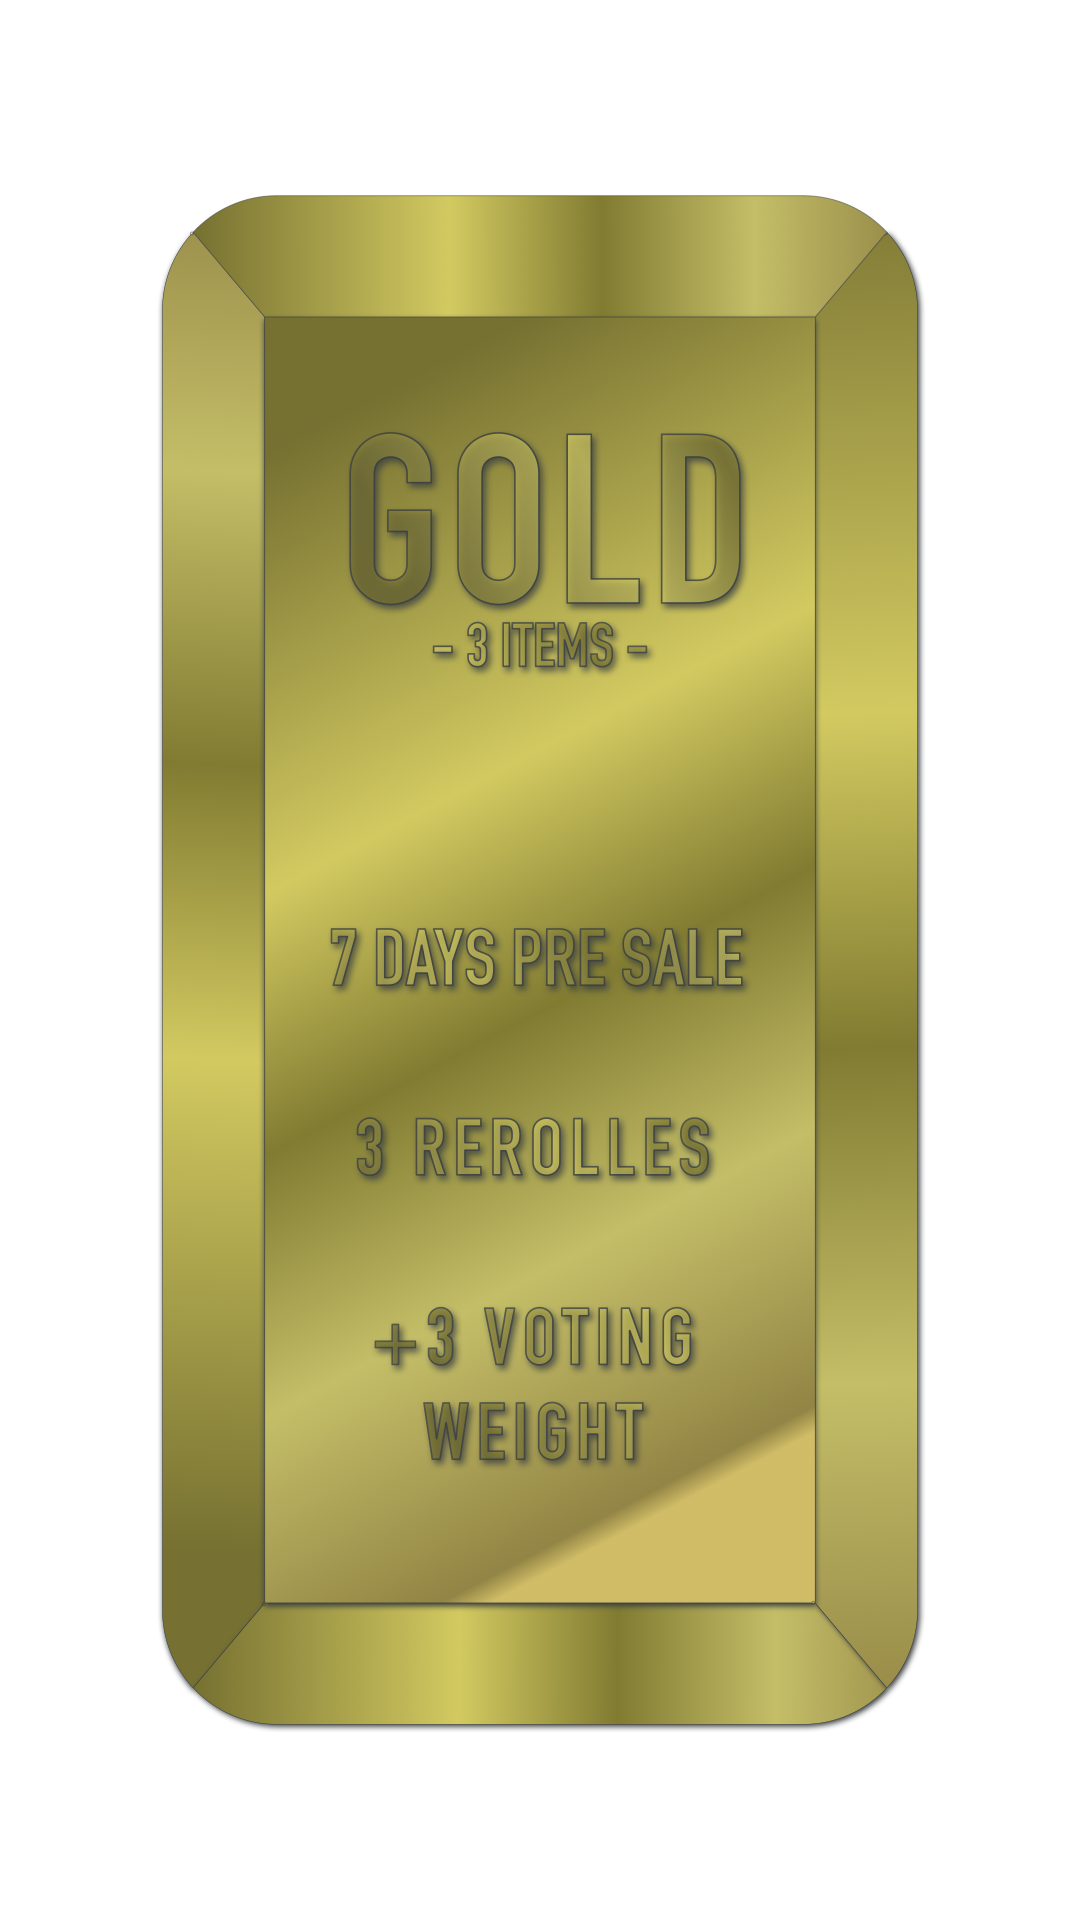 GOLD
- 3 ITEMS -
7 DAYS PRE SALE
3 REROLLES
+3 VOTING
WEIGHT